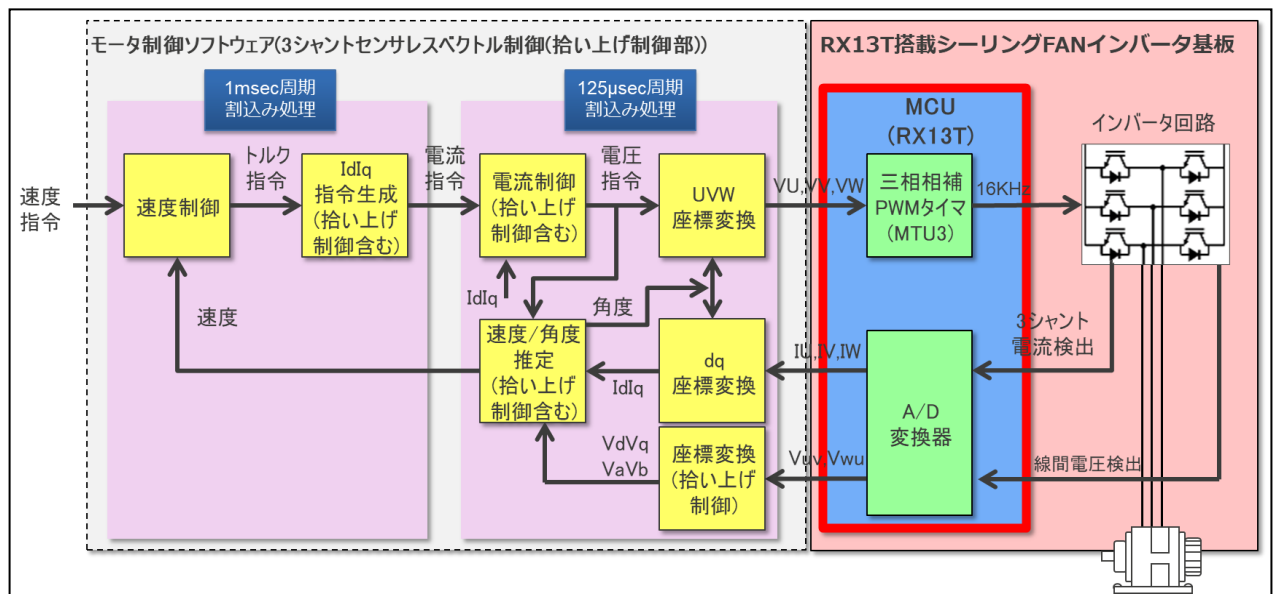 モータ制御ソフトウェア(3シャントセンサレスベクトル制御(拾い上げ制御部))
RX13T搭載シーリングFANインバータ基板
1msec周期
割込み処理
125μsec周期
割込み処理
MCU
(RX13T)
インバータ回路
速度
指令
速度制御
トルク
指令
IdIq
指令生成
(拾い上げ
制御含む)
電流
指令
電流制御
(拾い上げ
制御含む)
電圧
指令
UVW
座標変換
VU,VV,VW
三相相補
PWMタイマ
(MTU3)
16KHz
IdIq
角度
速度
速度/角度
推定
(拾い上げ
制御含む)
IdIq
dq
座標変換
IU,IV,IW
3シャント
電流検出
A/D
変換器
VdVq
VaVb
座標変換
(拾い上げ
制御)
Vuv,Vwu
線間電圧検出